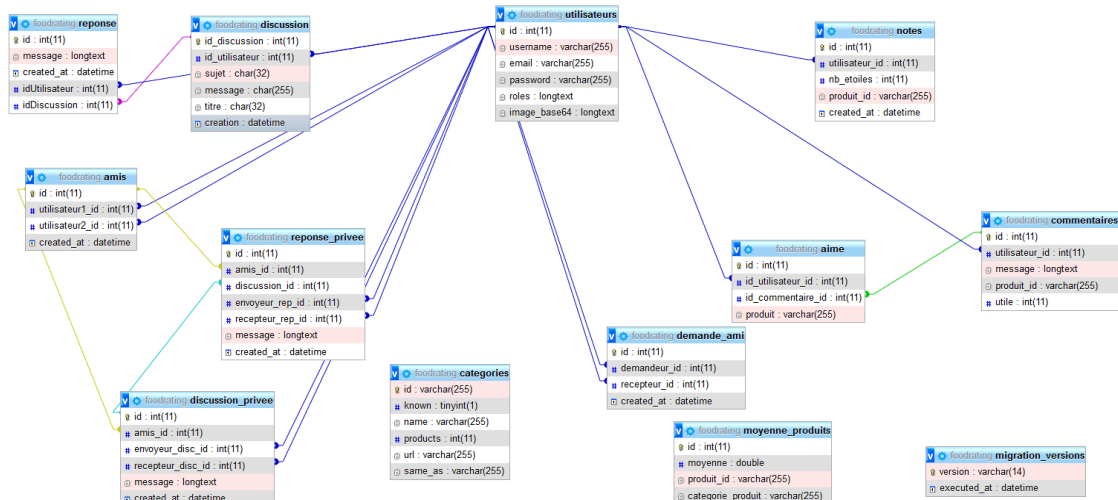 foodrating reponse
id : int(11)
message : longtext
created_at : datetime
idUtilisateur : int(11)
idDiscussion : int(11)
foodrating discussion
id_discussion : int(11)
id_utilisateur : int(11)
sujet : char(32)
message : char(255)
titre : char(32)
creation : datetime
foodrating utilisateurs
id : int(11)
username : varchar(255)
email : varchar(255)
password : varchar(255)
roles : longtext
image_base64 : longtext
foodrating notes
id : int(11)
utilisateur_id : int(11)
nb_etoiles : int(11)
produit_id : varchar(255)
created_at : datetime
foodrating amis
id : int(11)
utilisateur1_id : int(11)
utilisateur2_id : int(11)
created_at : datetime
foodrating reponse_privee
id : int(11)
amis_id : int(11)
discussion_id : int(11)
envoyeur_rep_id : int(11)
recepteur_rep_id : int(11)
message : longtext
created_at : datetime
foodrating aime
id : int(11)
id_utilisateur_id : int(11)
id_commentaire_id : int(11)
produit : varchar(255)
foodrating commentaires
id : int(11)
utilisateur_id : int(11)
message : longtext
produit_id : varchar(255)
utile : int(11)
foodrating demande_ami
id : int(11)
demandeur_id : int(11)
recepteur_id : int(11)
created_at : datetime
foodrating discussion_privee
id : int(11)
amis_id : int(11)
envoyeur_disc_id : int(11)
recepteur_disc_id : int(11)
message : longtext
created_at : datetime
foodrating categories
id : varchar(255)
known : tinyint(1)
name : varchar(255)
products : int(11)
url : varchar(255)
same_as : varchar(255)
foodrating moyenne_produits
id : int(11)
moyenne : double
produit_id : varchar(255)
categorie_produit : varchar(255)
foodrating migration_versions
version : varchar(14)
executed_at : datetime